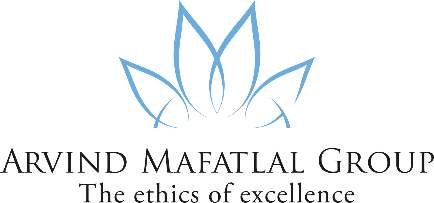 ARVIND MAFATLAL GROUP
The ethics of excellence